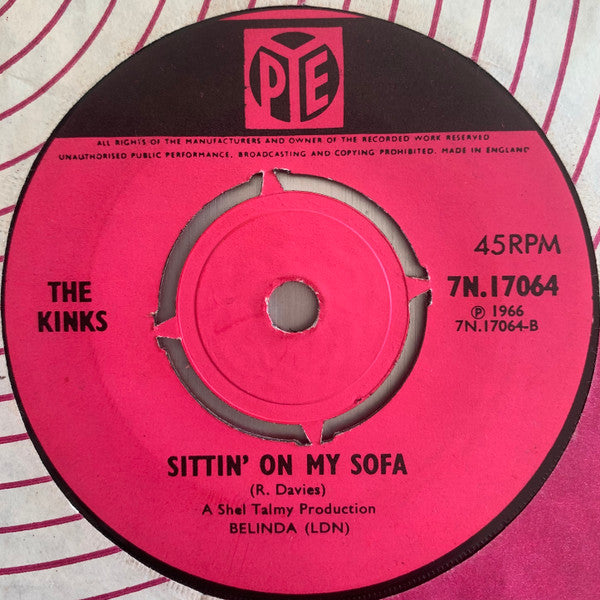 PYE
ALL RIGHTS OF THE MANUFACTURERS AND OWNER OF THE RECORDED WORK RESERVED
UNAUTHORISED PUBLIC PERFORMANCE, BROADCASTING AND COPYING PROHIBITED. MADE IN ENGLAND
45RPM
THE
KINKS
7N.17064
℗ 1966
7N.17064-B
SITTIN' ON MY SOFA
(R. Davies)
A Shel Talmy Production
BELINDA (LDN)